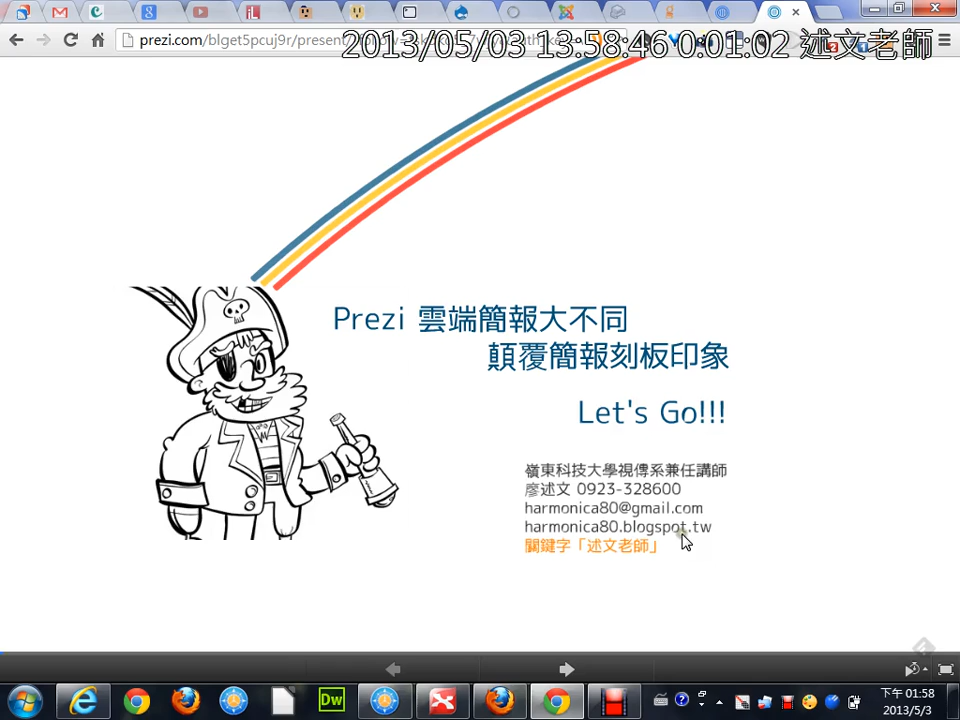 prezi.com/blget5pcuj9r/present
2013/05/03 13:58:46 0:01:02 述文老師
Prezi 雲端簡報大不同
顛覆簡報刻板印象
Let's Go!!!
嶺東科技大學視傳系兼任講師
廖述文 0923-328600
harmonica80@gmail.com
harmonica80.blogspot.tw
關鍵字「述文老師」
Dw
下午 01:58
2013/5/3